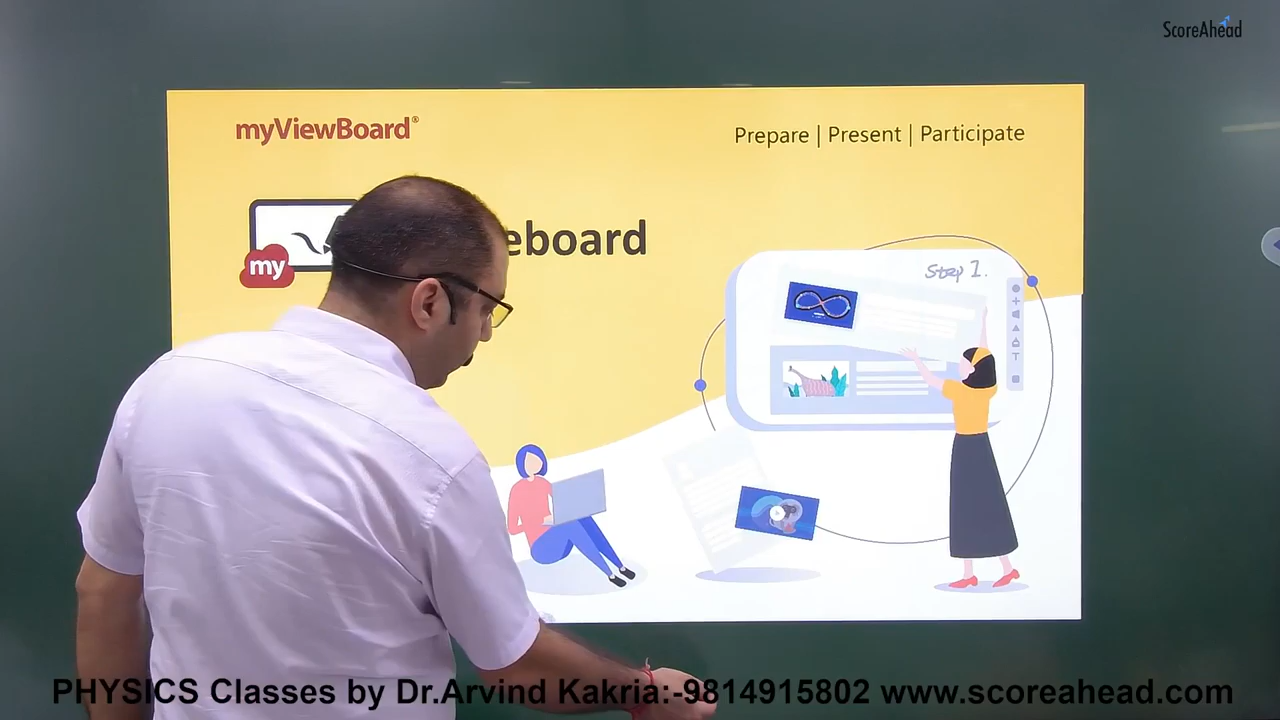 ScoreAhead
myViewBoard®
Prepare | Present | Participate
eboard
my
Step 1.
T
PHYSICS Classes by Dr.Arvind Kakria:-9814915802 www.scoreahead.com